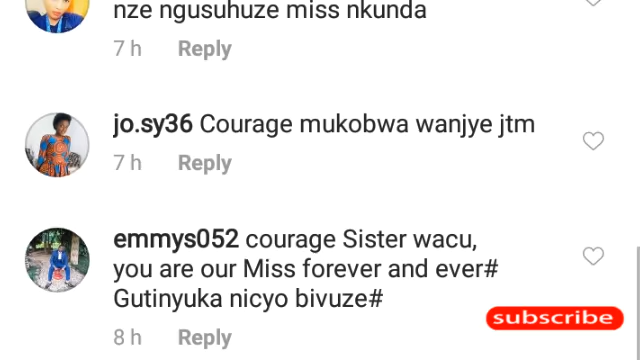 nze ngusuhuze miss nkunda
7 h Reply
jo.sy36 Courage mukobwa wanjye jtm
7 h Reply
emmys052 courage Sister wacu,
you are our Miss forever and ever#
Gutinyuka nicyo bivuze#
subscribe
8 h Reply